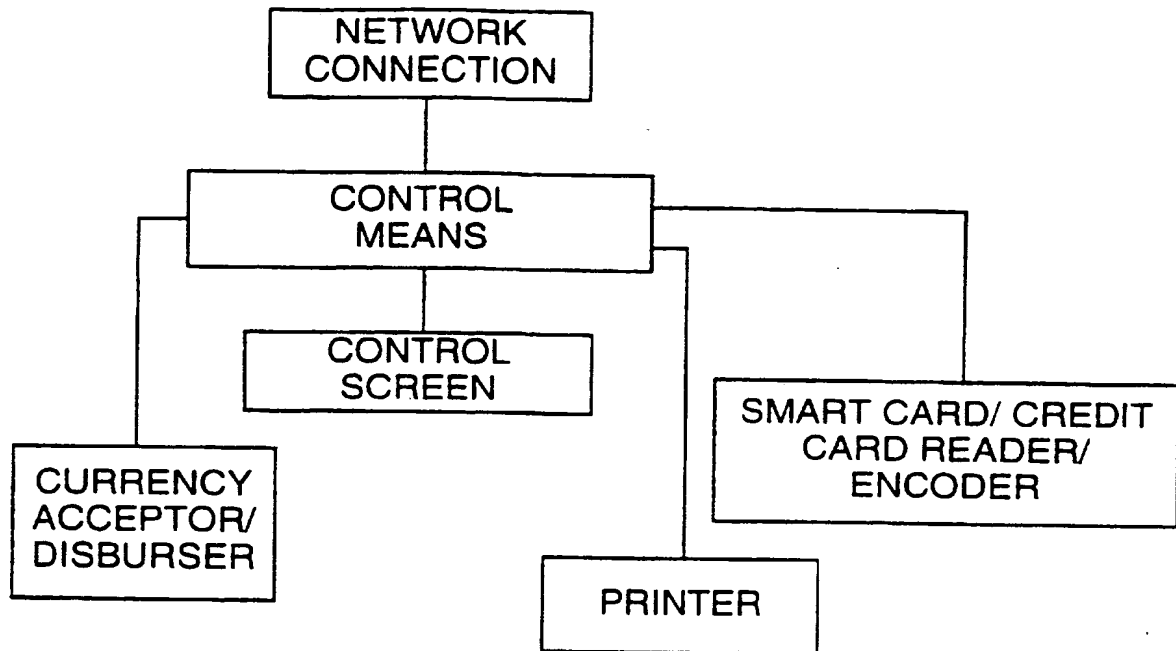 NETWORK
CONNECTION
CONTROL
MEANS
CONTROL
SCREEN
SMART CARD/ CREDIT
CARD READER/
ENCODER
CURRENCY
ACCEPTOR/
DISBURSER
PRINTER